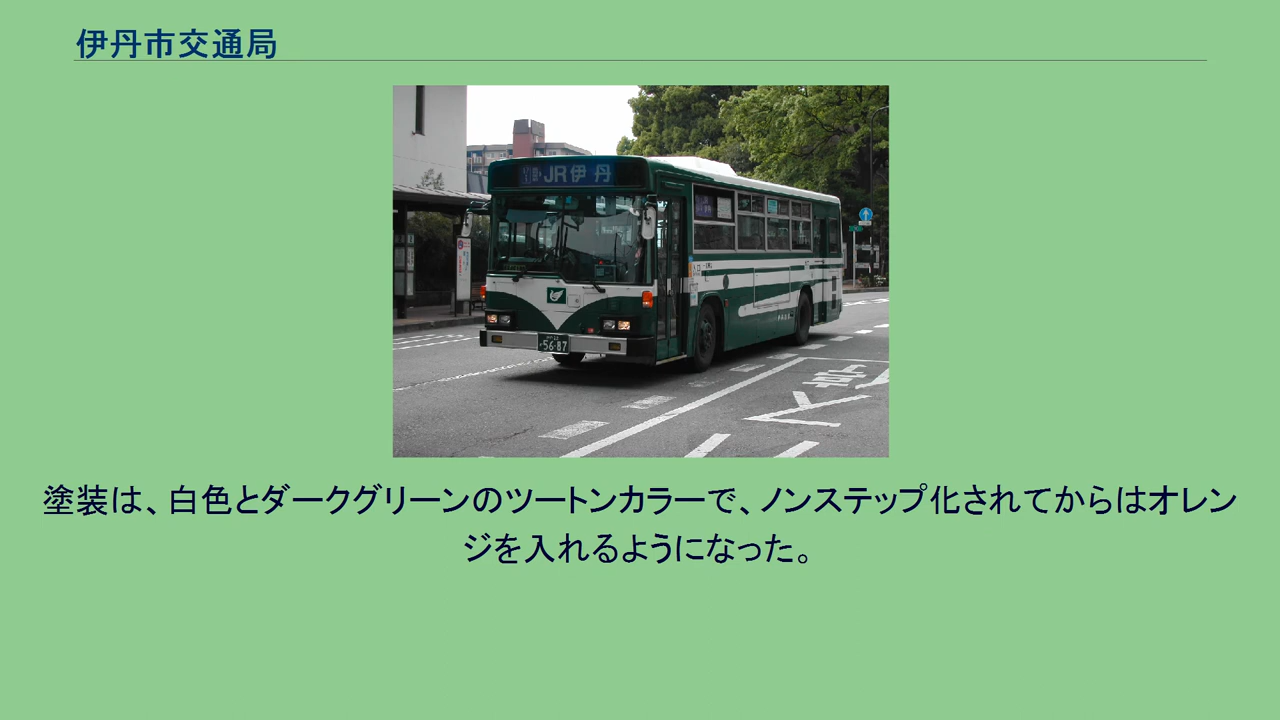 伊丹市交通局
JR伊丹
56-87
塗装は、白色とダークグリーンのツートンカラーで、ノンステップ化されてからはオレン
ジを入れるようになった。